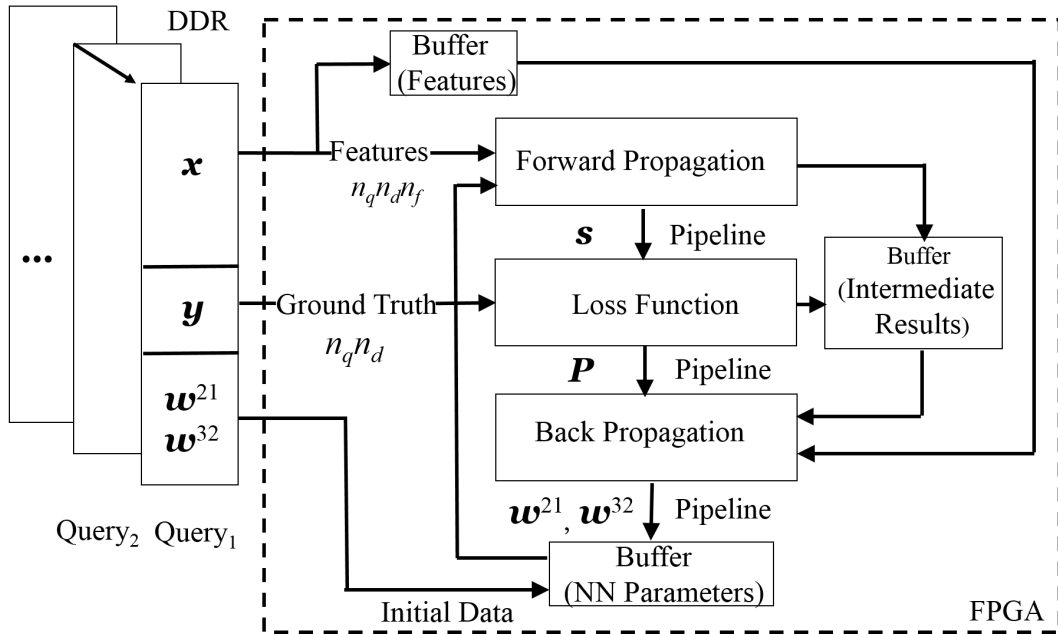 DDR
Buffer
(Features)
x
Features
n_q n_d n_f
Forward Propagation
s
Pipeline
...
Buffer
(Intermediate
Results)
y
Ground Truth
n_q n_d
Loss Function
P
Pipeline
w^21
w^32
Back Propagation
w^21, w^32
Pipeline
Query_2
Query_1
Buffer
(NN Parameters)
Initial Data
FPGA